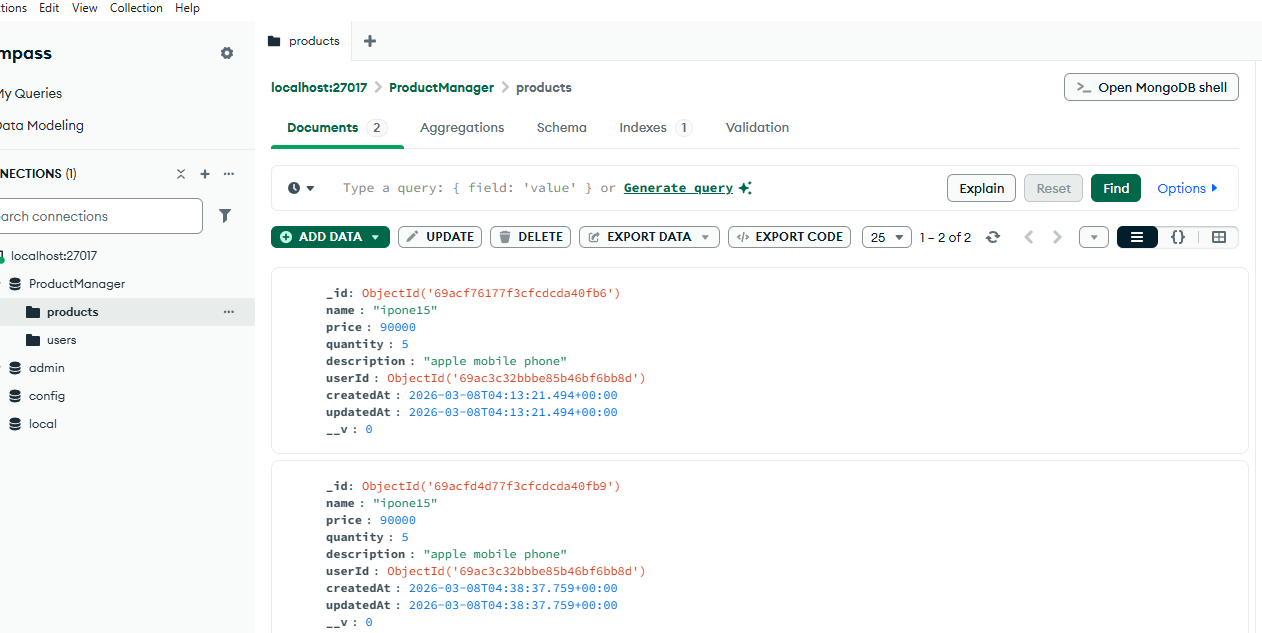 ctions Edit View Collection Help
mpass
products
My Queries
Data Modeling
NECTIONS (1)
earch connections
localhost:27017
ProductManager
products
users
admin
config
local
localhost:27017 ProductManager products
>_ Open MongoDB shell
Documents 2 Aggregations Schema Indexes 1 Validation
Type a query: { field: 'value' } or Generate query
Explain Reset Find Options
ADD DATA UPDATE DELETE EXPORT DATA EXPORT CODE 25 1 – 2 of 2 {}
_id: ObjectId('69acf76177f3cfcdcda40fb6')
name : "ipone15"
price : 90000
quantity : 5
description : "apple mobile phone"
userId : ObjectId('69ac3c32bbbe85b46bf6bb8d')
createdAt : 2026-03-08T04:13:21.494+00:00
updatedAt : 2026-03-08T04:13:21.494+00:00
__v : 0
_id: ObjectId('69acfd4d77f3cfcdcda40fb9')
name : "ipone15"
price : 90000
quantity : 5
description : "apple mobile phone"
userId : ObjectId('69ac3c32bbbe85b46bf6bb8d')
createdAt : 2026-03-08T04:38:37.759+00:00
updatedAt : 2026-03-08T04:38:37.759+00:00
__v : 0